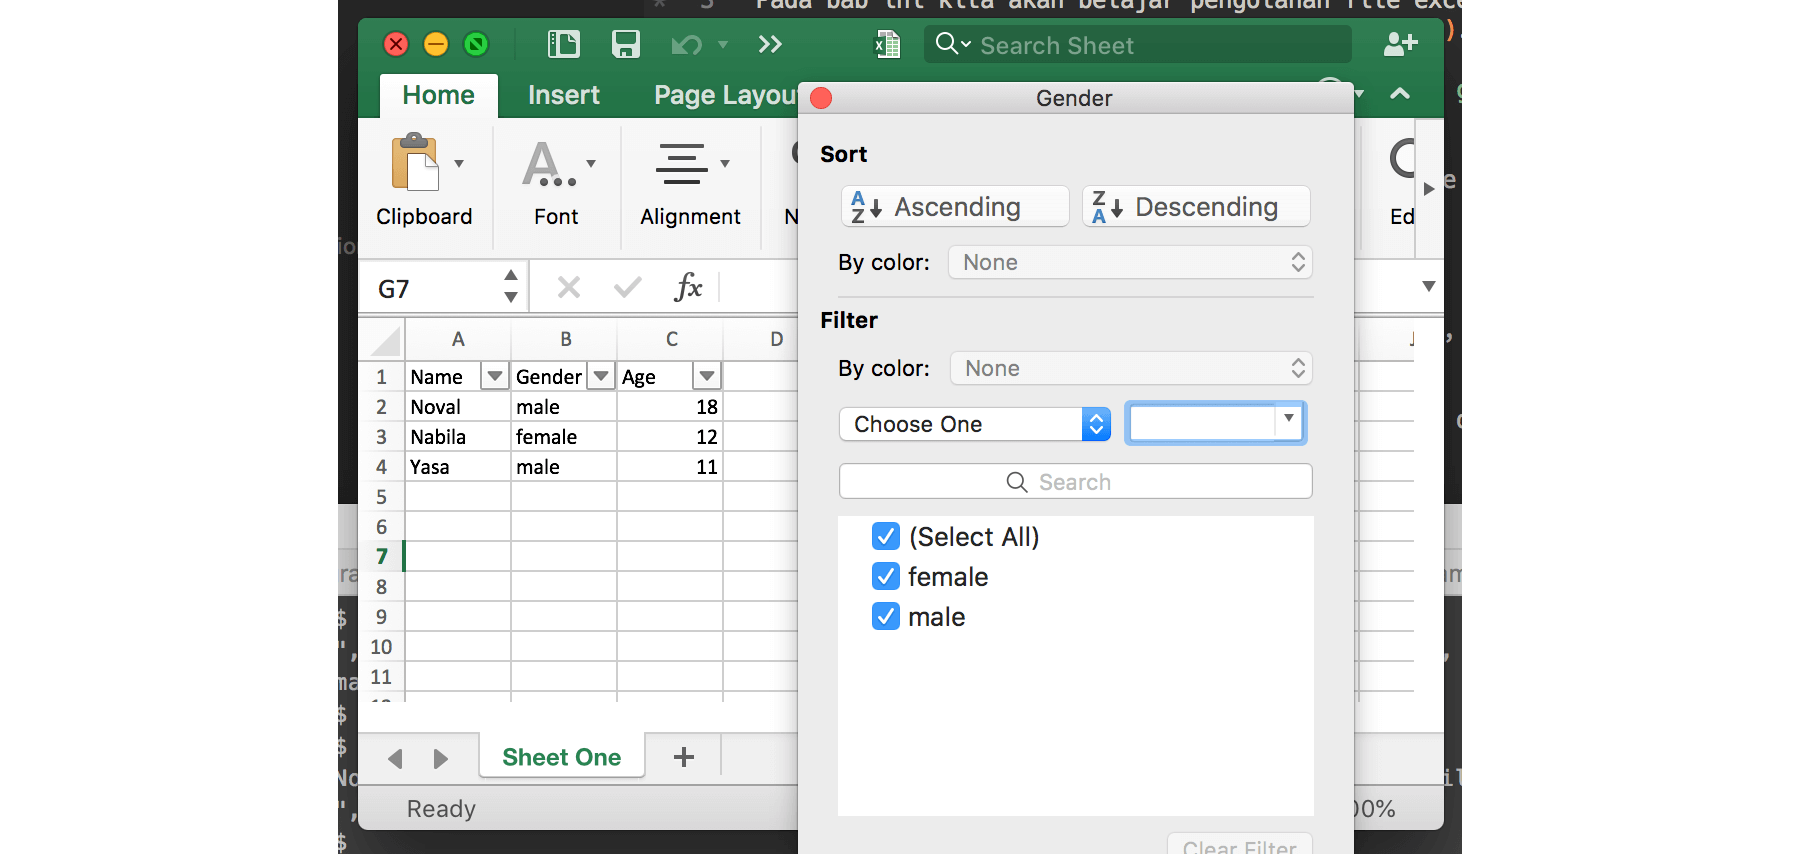 Pada bab ini kita akan belajar pengolahan file exce
Search Sheet
Home Insert Page Layou
Gender
Clipboard Font Alignment N Ed
Sort
Ascending Descending
By color: None
G7 fx
Filter
By color: None
Choose One
Search
(Select All)
female
male
Clear Filter
A B C D J
1 Name Gender Age
2 Noval male 18
3 Nabila female 12
4 Yasa male 11
5
6
7
8
9
10
11
Sheet One +
Ready 00%